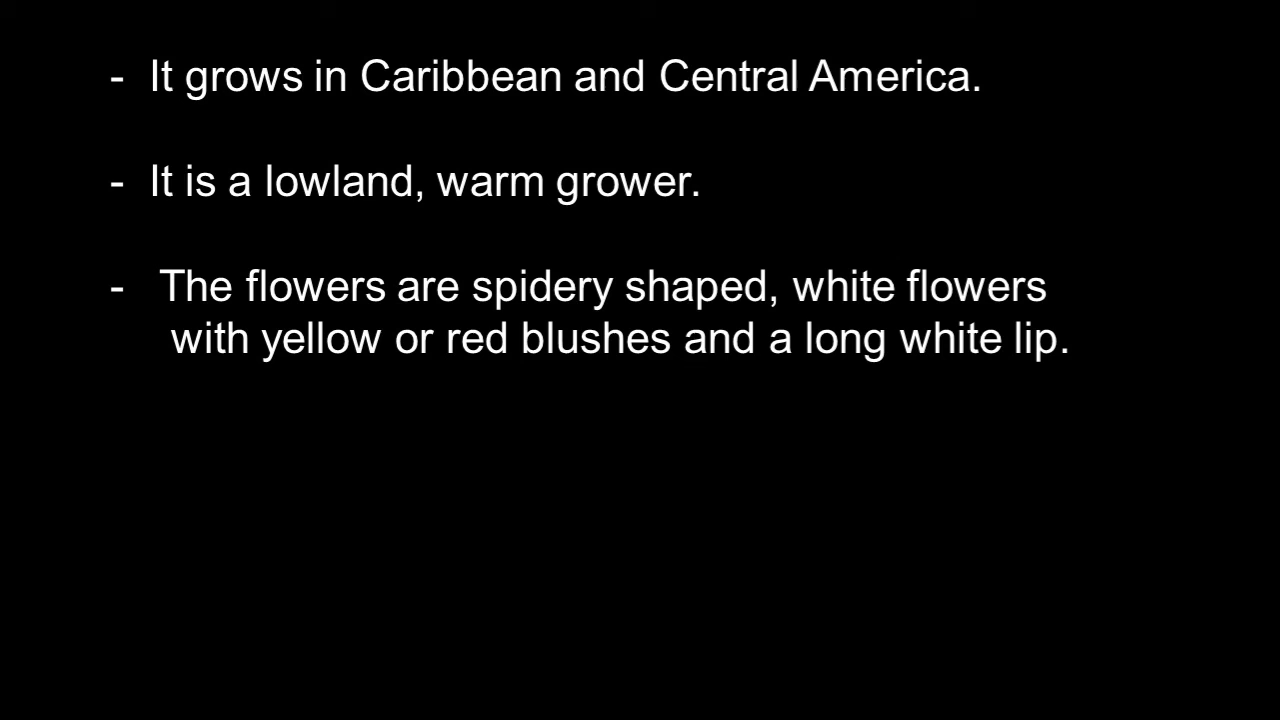 - It grows in Caribbean and Central America.
- It is a lowland, warm grower.
- The flowers are spidery shaped, white flowers
with yellow or red blushes and a long white lip.